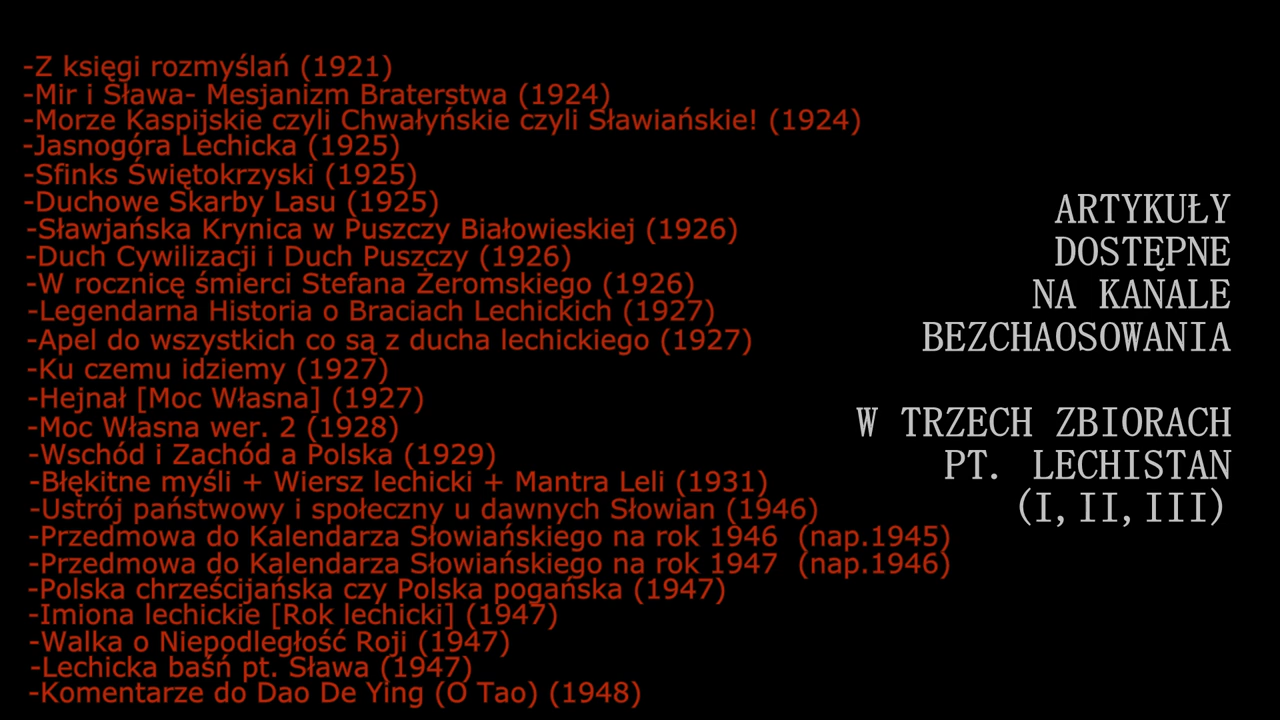 -Z księgi rozmyślań (1921)
-Mir i Sława- Mesjanizm Braterstwa (1924)
-Morze Kaspijskie czyli Chwałyńskie czyli Sławiańskie! (1924)
-Jasnogóra Lechicka (1925)
-Sfinks Świętokrzyski (1925)
-Duchowe Skarby Lasu (1925)
-Sławjańska Krynica w Puszczy Białowieskiej (1926)
-Duch Cywilizacji i Duch Puszczy (1926)
-W rocznicę śmierci Stefana Żeromskiego (1926)
-Legendarna Historia o Braciach Lechickich (1927)
-Apel do wszystkich co są z ducha lechickiego (1927)
-Ku czemu idziemy (1927)
-Hejnał [Moc Własna] (1927)
-Moc Własna wer. 2 (1928)
-Wschód i Zachód a Polska (1929)
-Błękitne myśli + Wiersz lechicki + Mantra Leli (1931)
-Ustrój państwowy i społeczny u dawnych Słowian (1946)
-Przedmowa do Kalendarza Słowiańskiego na rok 1946 (nap.1945)
-Przedmowa do Kalendarza Słowiańskiego na rok 1947 (nap.1946)
-Polska chrześcijańska czy Polska pogańska (1947)
-Imiona lechickie [Rok lechicki] (1947)
-Walka o Niepodległość Roji (1947)
-Lechicka baśń pt. Sława (1947)
-Komentarze do Dao De Ying (O Tao) (1948)
ARTYKUŁY
DOSTĘPNE
NA KANALE
BEZCHAOSOWANIA
W TRZECH ZBIORACH
PT. LECHISTAN
(I, II, III)